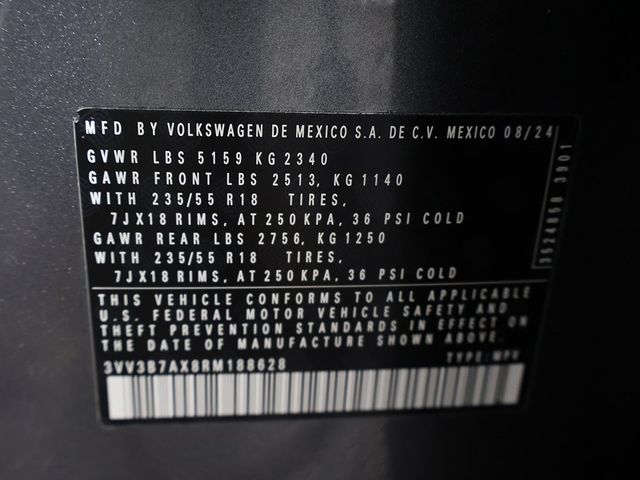 MFD BY VOLKSWAGEN DE MEXICO S.A. DE C.V. MEXICO 08/24
GVWR LBS 5159 KG 2340
GAWR FRONT LBS 2513, KG 1140
WITH 235/55 R18 TIRES,
7JX18 RIMS, AT 250 KPA, 36 PSI COLD
GAWR REAR LBS 2756, KG 1250
WITH 235/55 R18 TIRES,
7JX18 RIMS, AT 250 KPA, 36 PSI COLD
THIS VEHICLE CONFORMS TO ALL APPLICABLE
U.S. FEDERAL MOTOR VEHICLE SAFETY AND
THEFT PREVENTION STANDARDS IN EFFECT ON
THE DATE OF MANUFACTURE SHOWN ABOVE.
3VV3B7AX8RM188628 TYPE: MPV
3524858 3901